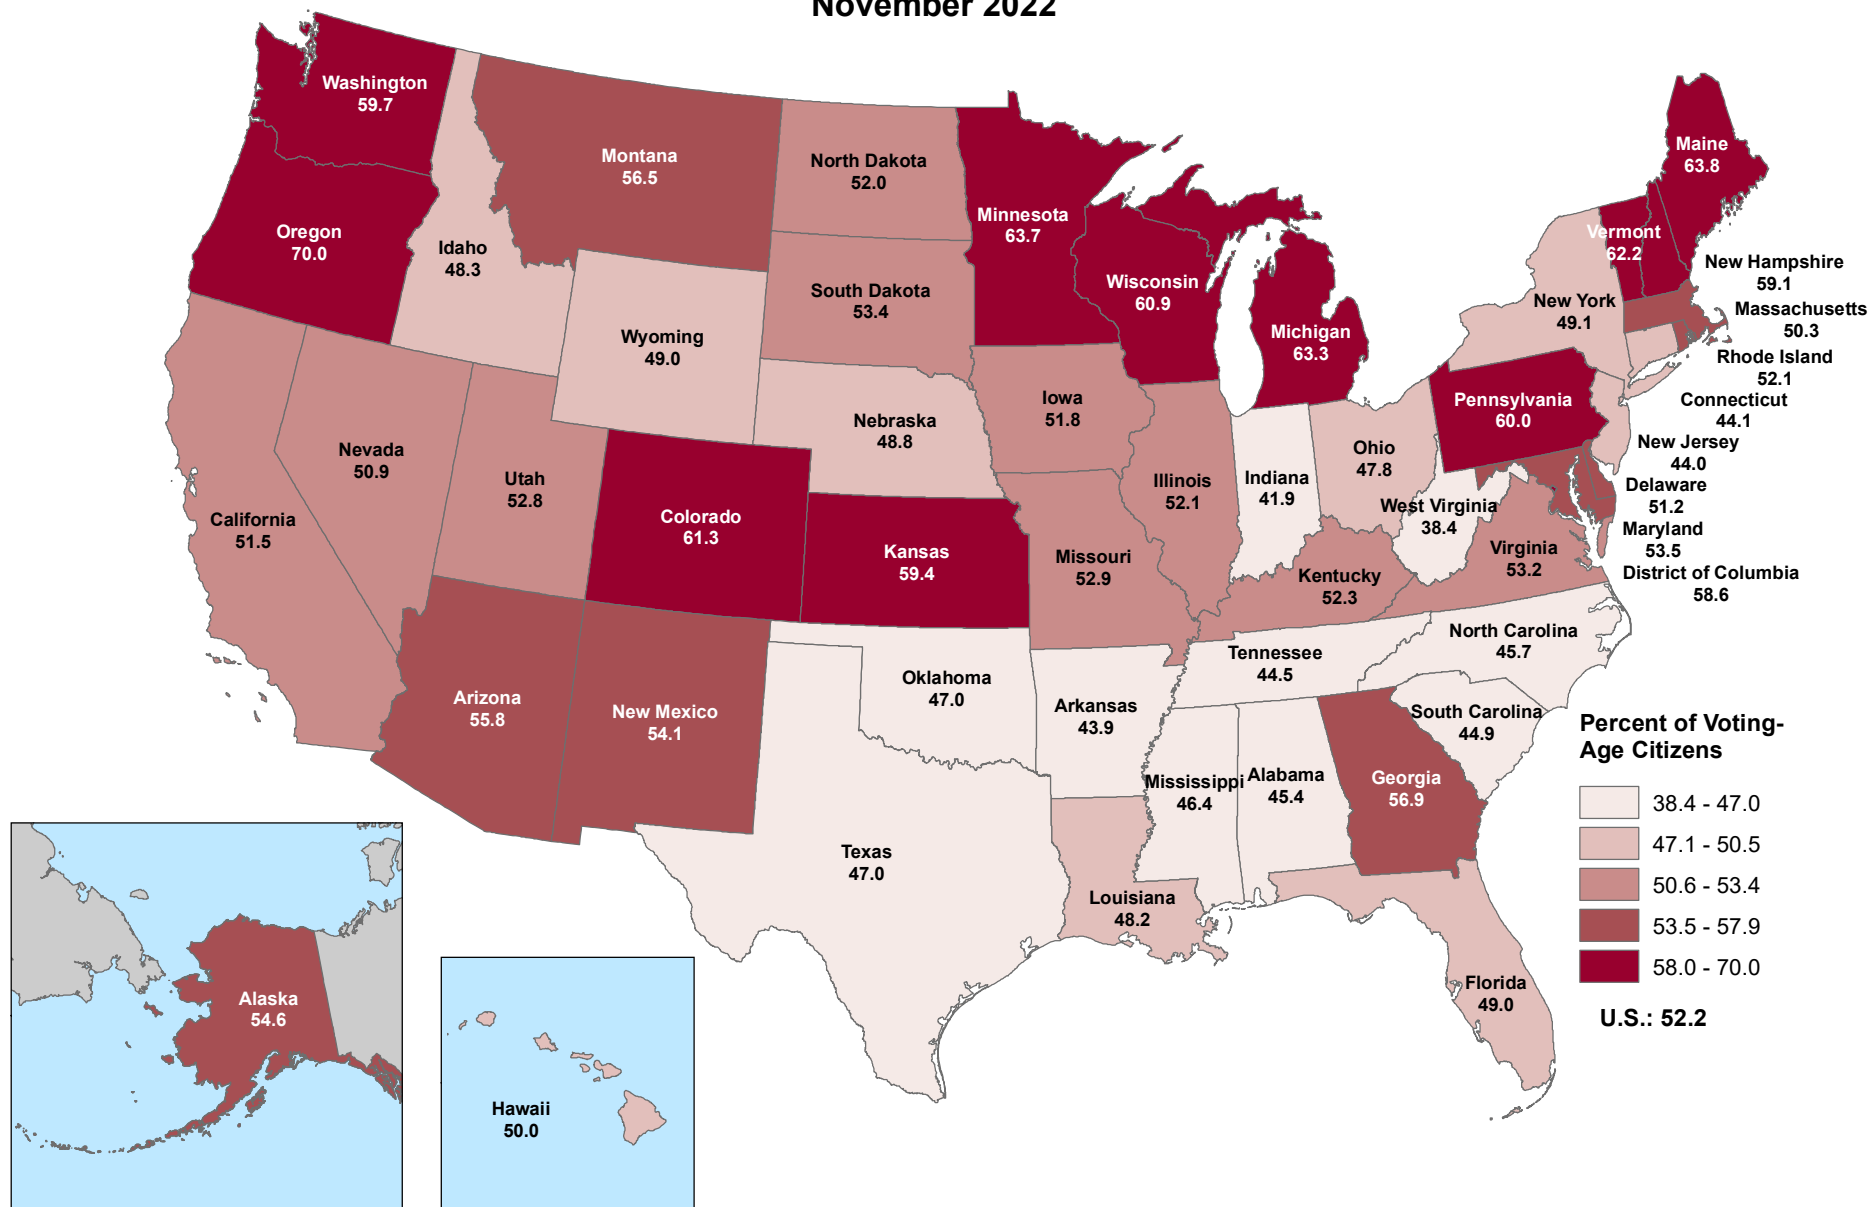 November 2022
Washington
59.7
Oregon
70.0
Idaho
48.3
Montana
56.5
North Dakota
52.0
South Dakota
53.4
Minnesota
63.7
Wisconsin
60.9
Michigan
63.3
Maine
63.8
Vermont
62.2
New Hampshire
59.1
Massachusetts
50.3
Rhode Island
52.1
Connecticut
44.1
New York
49.1
New Jersey
44.0
Delaware
51.2
Maryland
53.5
District of Columbia
58.6
Pennsylvania
60.0
Wyoming
49.0
Nebraska
48.8
Iowa
51.8
Illinois
52.1
Indiana
41.9
Ohio
47.8
West Virginia
38.4
Virginia
53.2
Nevada
50.9
Utah
52.8
Colorado
61.3
Kansas
59.4
Missouri
52.9
Kentucky
52.3
California
51.5
Arizona
55.8
New Mexico
54.1
Oklahoma
47.0
Arkansas
43.9
Tennessee
44.5
North Carolina
45.7
South Carolina
44.9
Mississippi
46.4
Alabama
45.4
Georgia
56.9
Texas
47.0
Louisiana
48.2
Florida
49.0
Alaska
54.6
Hawaii
50.0
Percent of Voting-
Age Citizens
38.4 - 47.0
47.1 - 50.5
50.6 - 53.4
53.5 - 57.9
58.0 - 70.0
U.S.: 52.2